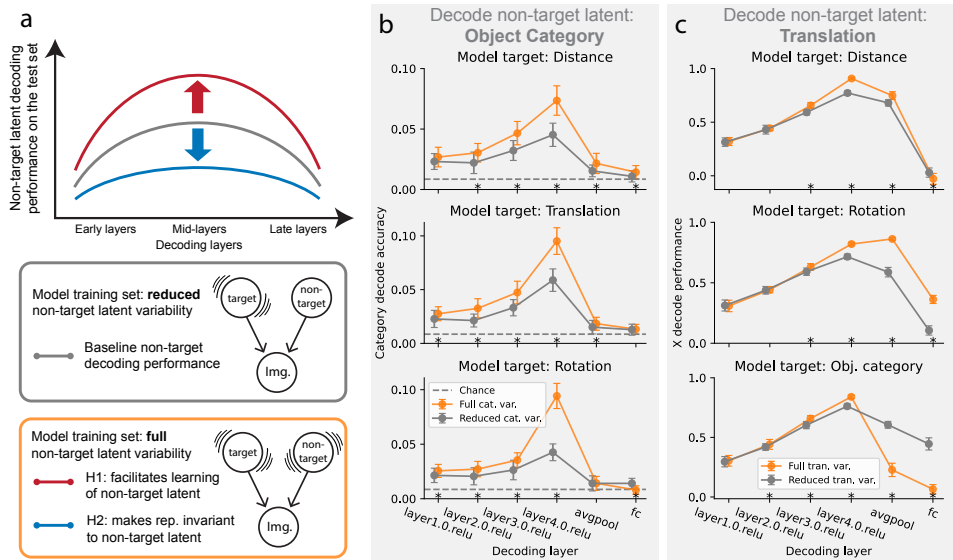 a
Non-target latent decoding
performance on the test set
Early layers
Mid-layers
Late layers
Decoding layers
Model training set: reduced
non-target latent variability
Baseline non-target
decoding performance
target
non-
target
Img.
Model training set: full
non-target latent variability
H1: facilitates learning
of non-target latent
H2: makes rep. invariant
to non-target latent
target
non-
target
Img.
b
Decode non-target latent:
Object Category
Category decode accuracy
Model target: Distance
0.10
0.05
0.00
* * * * *
Model target: Translation
0.10
0.05
0.00
* * * * * *
Model target: Rotation
0.10
0.05
0.00
Chance
Full cat. var.
Reduced cat. var.
* * * * * *
layer1.0.relu
layer2.0.relu
layer3.0.relu
layer4.0.relu
avgpool
fc
Decoding layer
c
Decode non-target latent:
Translation
X decode performance
Model target: Distance
1.0
0.5
0.0
* * * *
Model target: Rotation
1.0
0.5
0.0
* * * *
Model target: Obj. category
1.0
0.5
0.0
Full tran, var.
Reduced tran, var.
* * * * *
layer1.0.relu
layer2.0.relu
layer3.0.relu
layer4.0.relu
avgpool
fc
Decoding layer